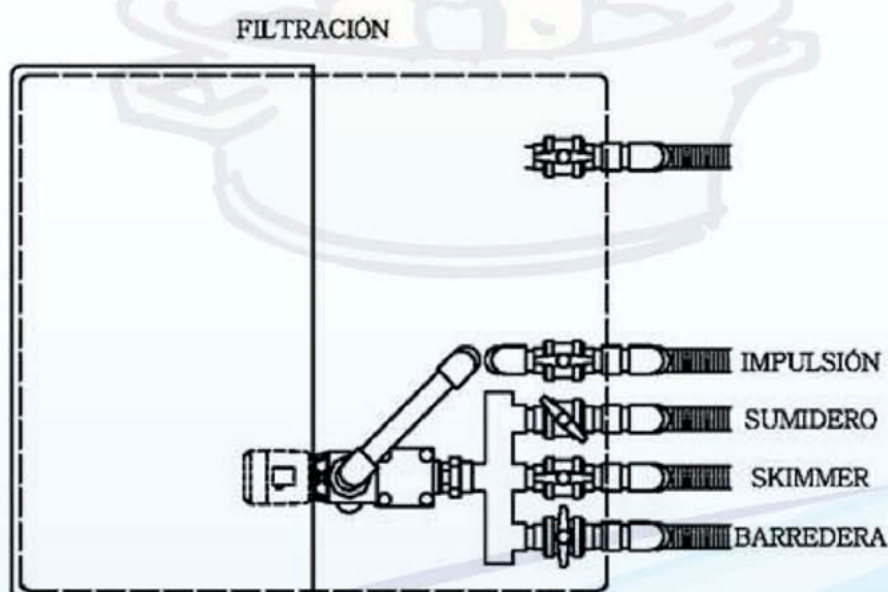 FILTRACIÓN
IMPULSIÓN
SUMIDERO
SKIMMER
BARREDERA